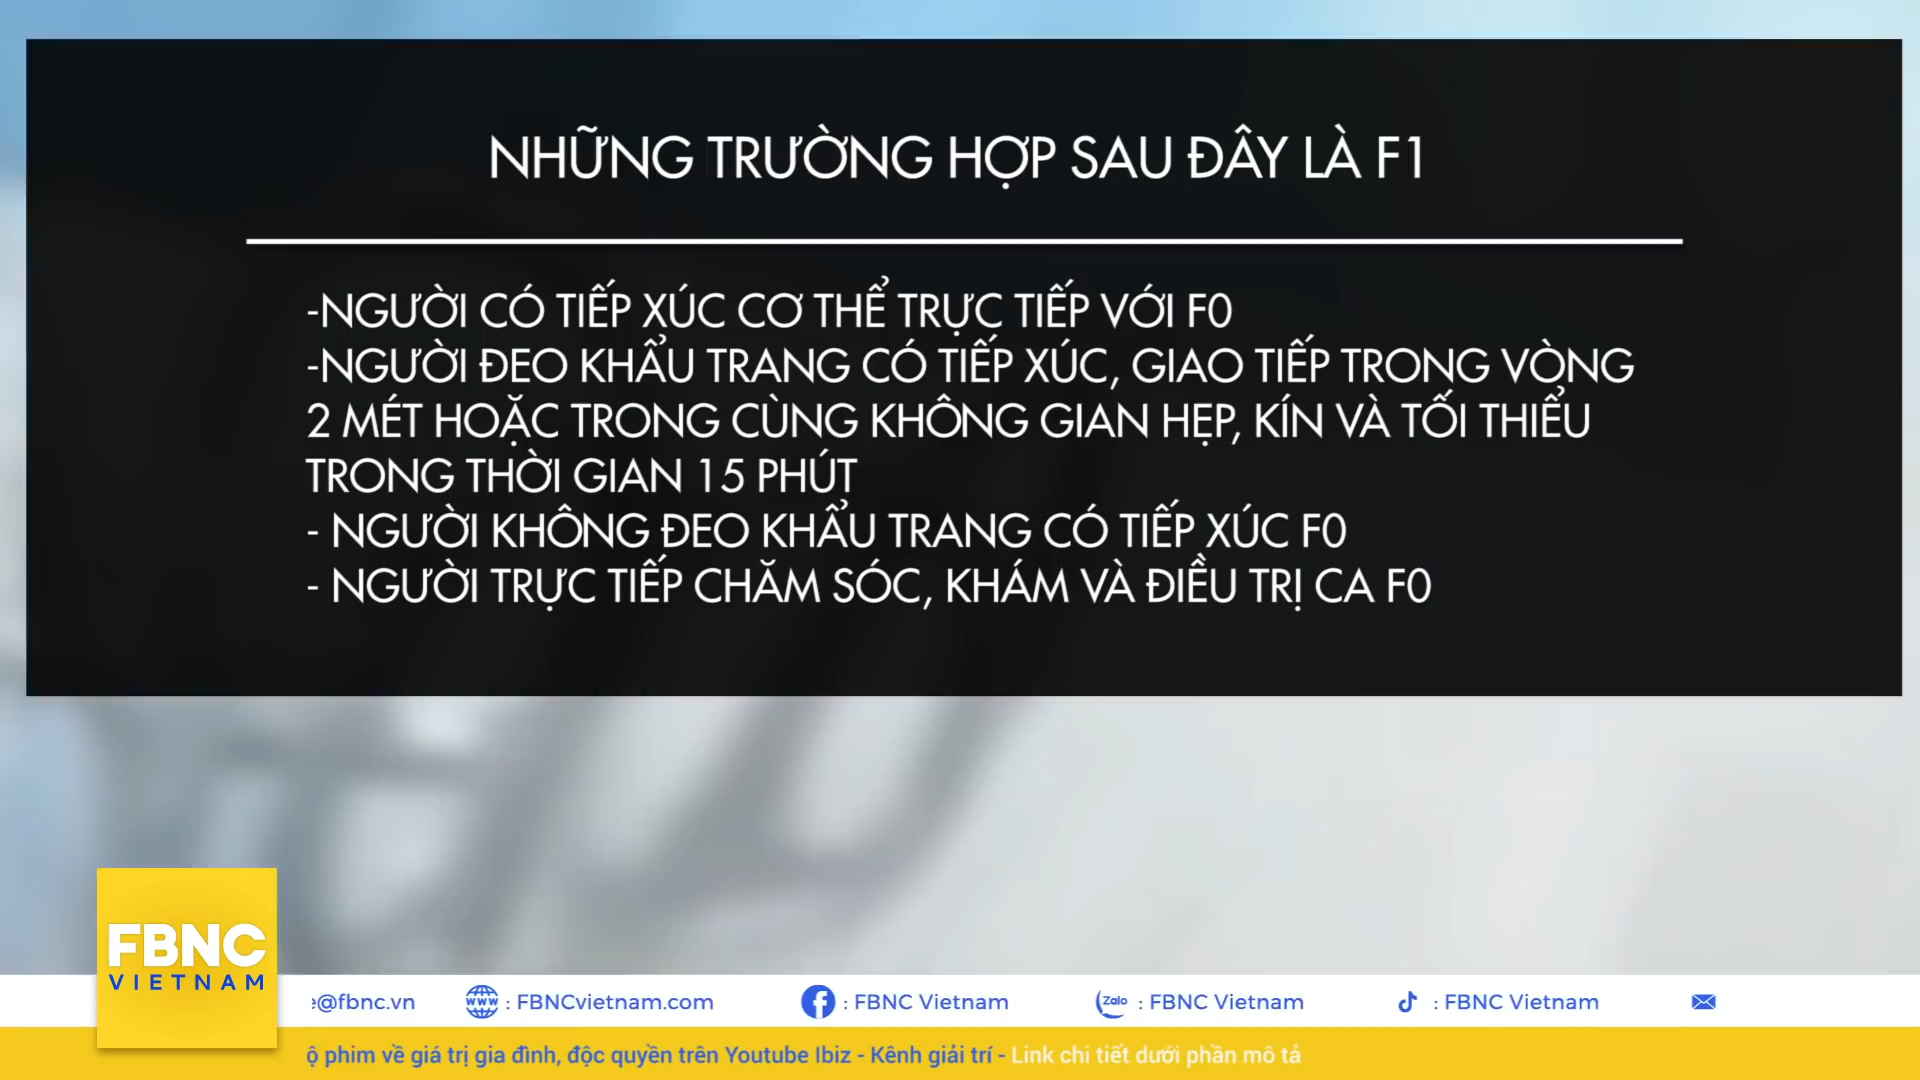 NHỮNG TRƯỜNG HỢP SAU ĐÂY LÀ F1
-NGƯỜI CÓ TIẾP XÚC CƠ THỂ TRỰC TIẾP VỚI F0
-NGƯỜI ĐEO KHẨU TRANG CÓ TIẾP XÚC, GIAO TIẾP TRONG VÒNG
2 MÉT HOẶC TRONG CÙNG KHÔNG GIAN HẸP, KÍN VÀ TỐI THIỂU
TRONG THỜI GIAN 15 PHÚT
- NGƯỜI KHÔNG ĐEO KHẨU TRANG CÓ TIẾP XÚC F0
- NGƯỜI TRỰC TIẾP CHĂM SÓC, KHÁM VÀ ĐIỀU TRỊ CA F0
FBNC
VIETNAM
e@fbnc.vn www : FBNCvietnam.com f : FBNC Vietnam Zalo : FBNC Vietnam : FBNC Vietnam
ộ phim về giá trị gia đình, độc quyền trên Youtube Ibiz - Kênh giải trí - Link chi tiết dưới phần mô tả